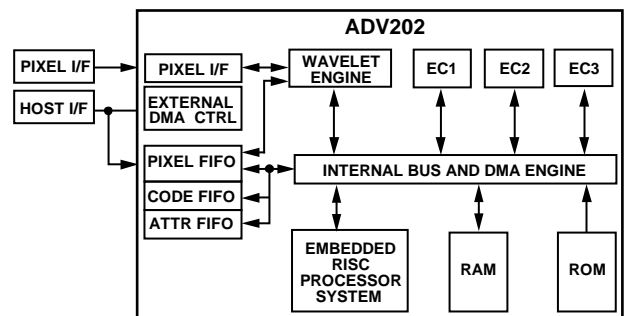 ADV202
PIXEL I/F
PIXEL I/F
WAVELET
ENGINE
EC1
EC2
EC3
HOST I/F
EXTERNAL
DMA CTRL
PIXEL FIFO
INTERNAL BUS AND DMA ENGINE
CODE FIFO
ATTR FIFO
EMBEDDED
RISC
PROCESSOR
SYSTEM
RAM
ROM